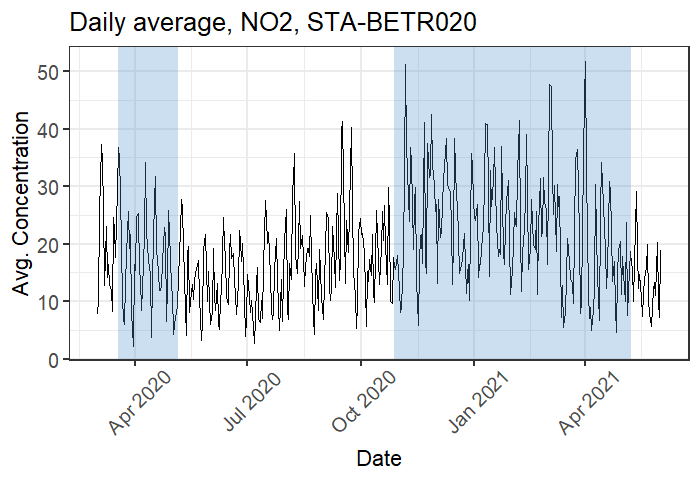 Daily average, NO2, STA-BETR020
Avg. Concentration
50
40
30
20
10
0
Apr 2020
Jul 2020
Oct 2020
Jan 2021
Apr 2021
Date